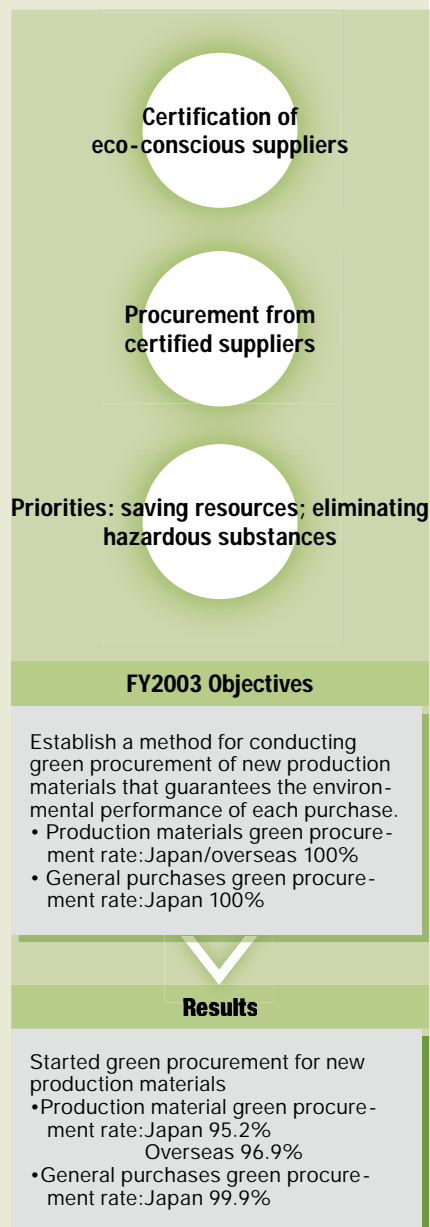 Certification of
eco-conscious suppliers
Procurement from
certified suppliers
Priorities: saving resources; eliminating
hazardous substances
FY2003 Objectives
Establish a method for conducting
green procurement of new production
materials that guarantees the environ-
mental performance of each purchase.
• Production materials green procure-
ment rate:Japan/overseas 100%
• General purchases green procure-
ment rate:Japan 100%
Results
Started green procurement for new
production materials
•Production material green procure-
ment rate:Japan 95.2%
Overseas 96.9%
•General purchases green procure-
ment rate:Japan 99.9%